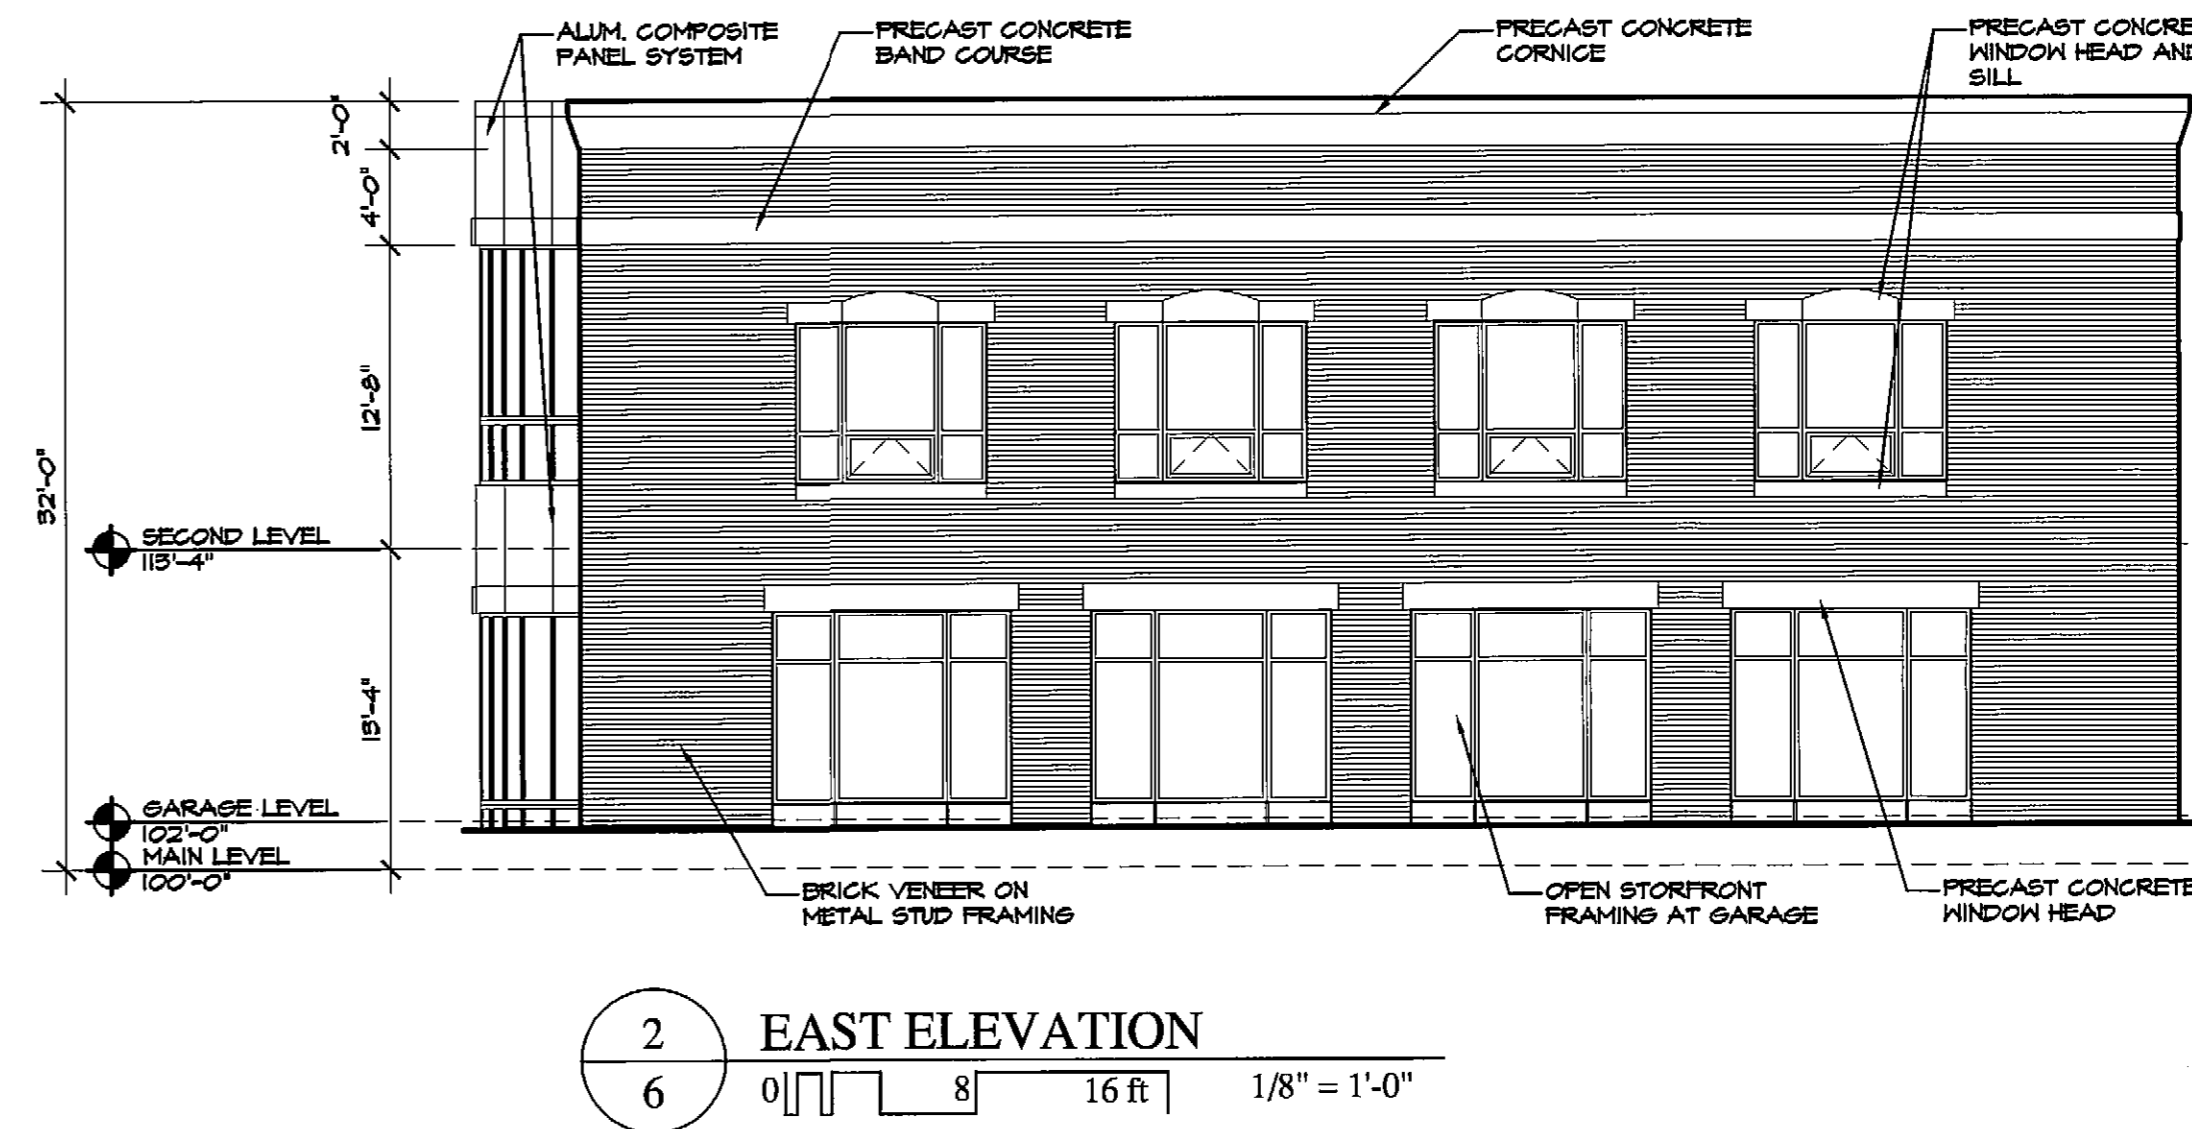 ALUM. COMPOSITE
PANEL SYSTEM
PRECAST CONCRETE
BAND COURSE
PRECAST CONCRETE
CORNICE
PRECAST CONCRE
WINDOW HEAD AND
SILL
2'-0"
4'-0"
12'-8"
32'-0"
SECOND LEVEL
113'-4"
13'-4"
GARAGE LEVEL
102'-0"
MAIN LEVEL
100'-0"
BRICK VENEER ON
METAL STUD FRAMING
OPEN STORFRONT
FRAMING AT GARAGE
PRECAST CONCRETE
WINDOW HEAD
2
6
EAST ELEVATION
0 8 16 ft 1/8" = 1'-0"